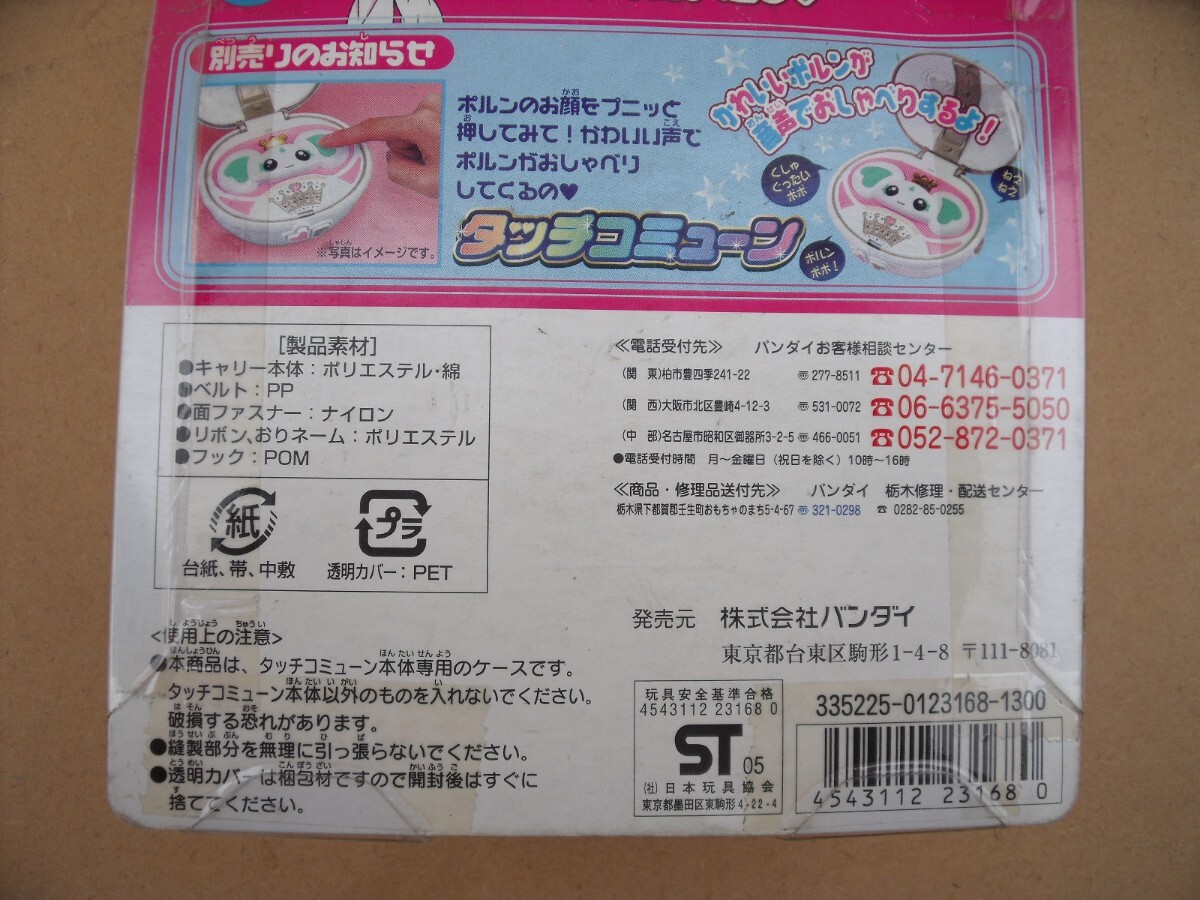 別売りのお知らせ
ポルンのお顔をプニッと
押してみて！かわいい声で
ポルンがおしゃべり
してくるの♥
タッチコミューン
※写真はイメージです。
かわいいポルンが
音声でおしゃべりするよ！
くしゅ
ぐったい
ポポ
ねっ
ねっ
ポルン
ポポ！
[製品素材]
●キャリー本体：ポリエステル・綿
●ベルト：PP
●面ファスナー：ナイロン
●リボン、おりネーム：ポリエステル
●フック：POM
紙
台紙、帯、中敷
プラ
透明カバー：PET
≪電話受付先≫ バンダイお客様相談センター
(関 東)柏市豊四季241-22 〠277-8511 ☎04-7146-0371
(関 西)大阪市北区豊崎4-12-3 〠531-0072 ☎06-6375-5050
(中 部)名古屋市昭和区御器所3-2-5 〠466-0051 ☎052-872-0371
●電話受付時間 月～金曜日(祝日を除く)10時～16時
≪商品・修理品送付先≫ バンダイ 栃木修理・配送センター
栃木県下都賀郡壬生町おもちゃのまち5-4-67 〠321-0298 ☎0282-85-0255
発売元 株式会社バンダイ
東京都台東区駒形1-4-8 〒111-8081
<使用上の注意>
●本商品は、タッチコミューン本体専用のケースです。
タッチコミューン本体以外のものを入れないでください。
破損する恐れがあります。
●縫製部分を無理に引っ張らないでください。
●透明カバーは梱包材ですので開封後はすぐに
捨ててください。
玩具安全基準合格
4543112 23168 0
ST 05
(社)日本玩具協会
東京都墨田区東駒形4-22-4
335225-0123168-1300
4543112 231680